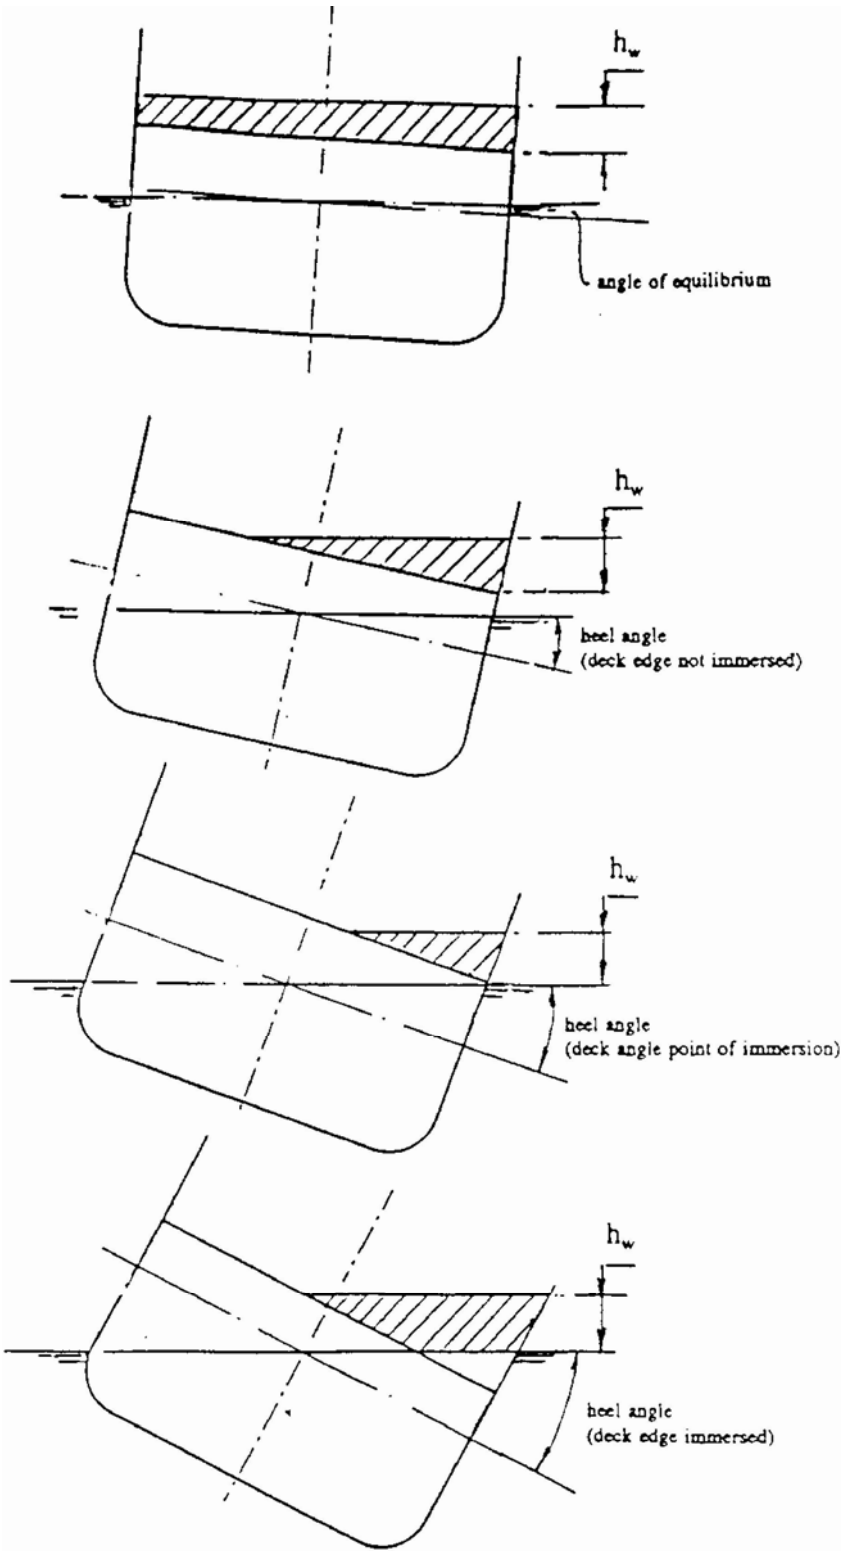 h_w
angle of equilibrium
h_w
heel angle
(deck edge not immersed)
h_w
heel angle
(deck angle point of immersion)
h_w
heel angle
(deck edge immersed)